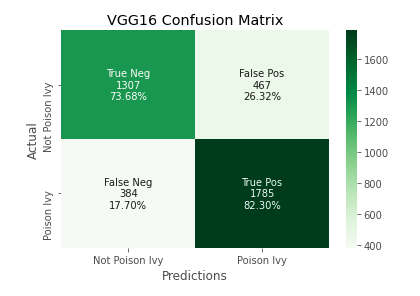 VGG16 Confusion Matrix
Actual
Not Poison Ivy
Poison Ivy
True Neg
1307
73.68%
False Pos
467
26.32%
False Neg
384
17.70%
True Pos
1785
82.30%
Not Poison Ivy
Poison Ivy
Predictions
1600
1400
1200
1000
800
600
400